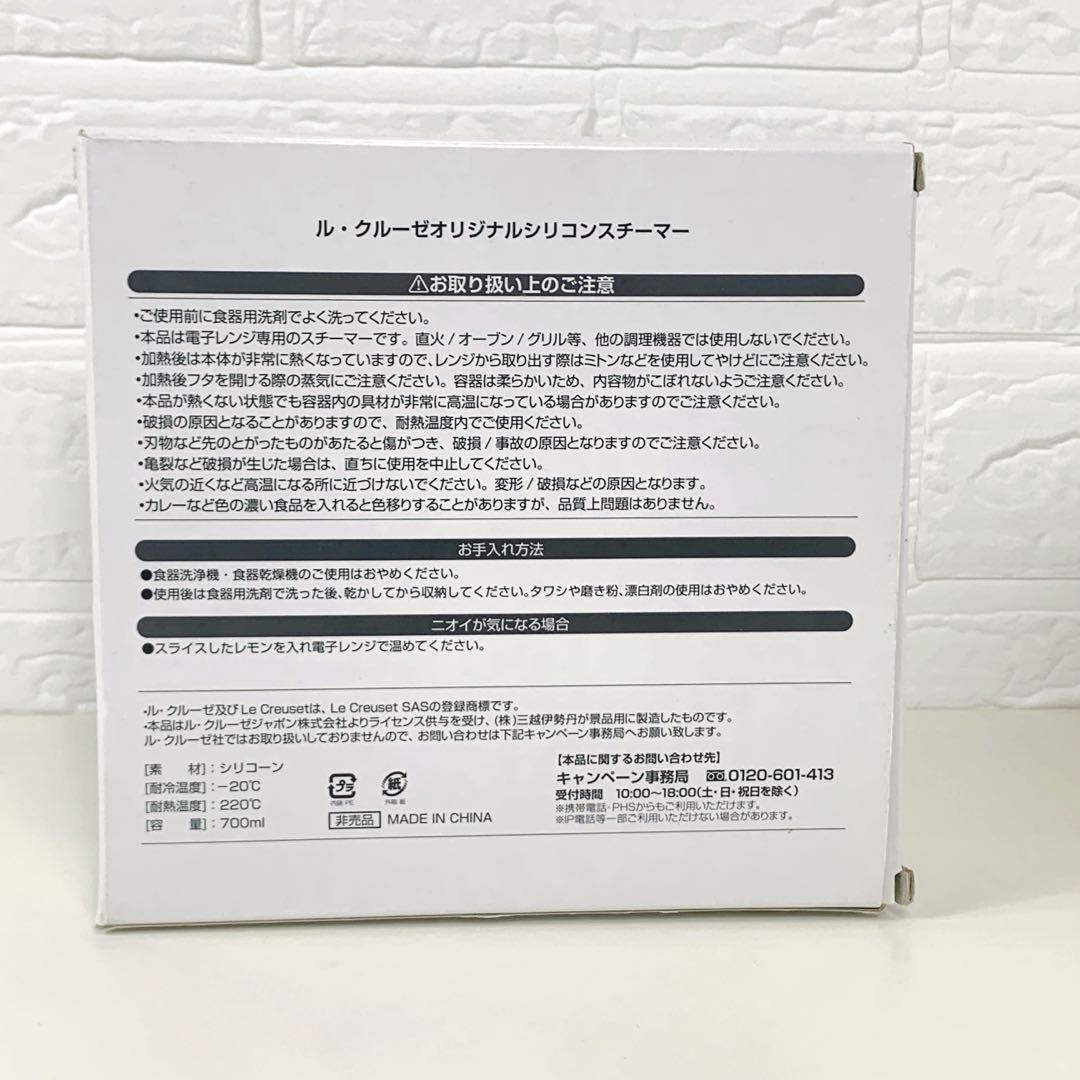 ル・クルーゼオリジナルシリコンスチーマー
⚠お取り扱い上のご注意
•ご使用前に食器用洗剤でよく洗ってください。
•本品は電子レンジ専用のスチーマーです。直火/オーブン/グリル等、他の調理機器では使用しないでください。
•加熱後は本体が非常に熱くなっていますので、レンジから取り出す際はミトンなどを使用してやけどにご注意ください。
•加熱後フタを開ける際の蒸気にご注意ください。容器は柔らかいため、内容物がこぼれないようご注意ください。
•本品が熱くない状態でも容器内の具材が非常に高温になっている場合がありますのでご注意ください。
•破損の原因となることがありますので、耐熱温度内でご使用ください。
•刃物など先のとがったものがあたると傷がつき、破損/事故の原因となりますのでご注意ください。
•亀裂など破損が生じた場合は、直ちに使用を中止してください。
•火気の近くなど高温になる所に近づけないでください。変形/破損などの原因となります。
•カレーなど色の濃い食品を入れると色移りすることがありますが、品質上問題はありません。
お手入れ方法
●食器洗浄機・食器乾燥機のご使用はおやめください。
●使用後は食器用洗剤で洗った後、乾かしてから収納してください。タワシや磨き粉、漂白剤の使用はおやめください。
ニオイが気になる場合
●スライスしたレモンを入れ電子レンジで温めてください。
・ル・クルーゼ及びLe Creusetは、Le Creuset SASの登録商標です。
・本品はル・クルーゼジャポン株式会社よりライセンス供与を受け、(株)三越伊勢丹が景品用に製造したものです。
ル・クルーゼ社ではお取り扱いしておりませんので、お問い合わせは下記キャンペーン事務局へお願い致します。
[素 材]:シリコーン
[耐冷温度]:-20℃
[耐熱温度]:220℃
[容 量]:700ml
プラ
内袋:PE
紙
外箱:紙
非売品 MADE IN CHINA
【本品に関するお問い合わせ先】
キャンペーン事務局 0120-601-413
受付時間 10:00〜18:00(土・日・祝日を除く)
※携帯電話・PHSからもご利用いただけます。
※IP電話等一部ご利用いただけない場合があります。